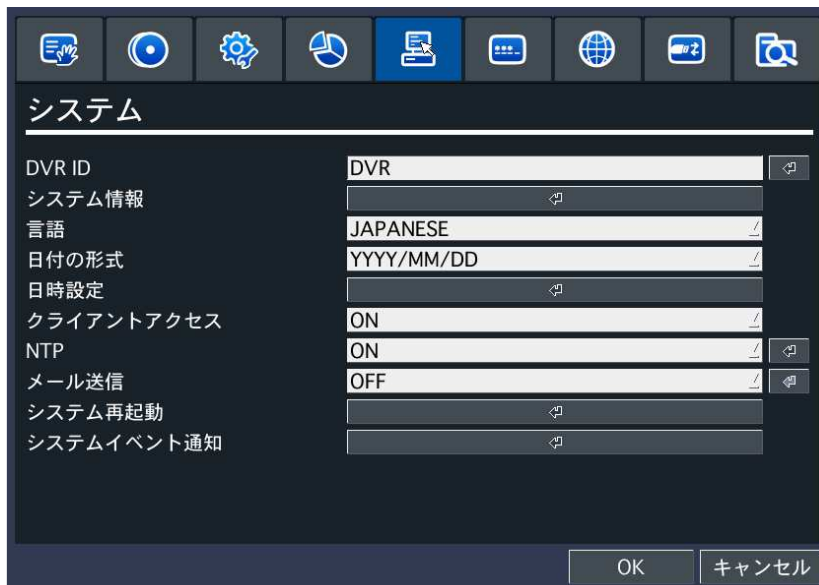 システム
DVR ID DVR
システム情報
言語 JAPANESE
日付の形式 YYYY/MM/DD
日時設定
クライアントアクセス ON
NTP ON
メール送信 OFF
システム再起動
システムイベント通知
OK キャンセル